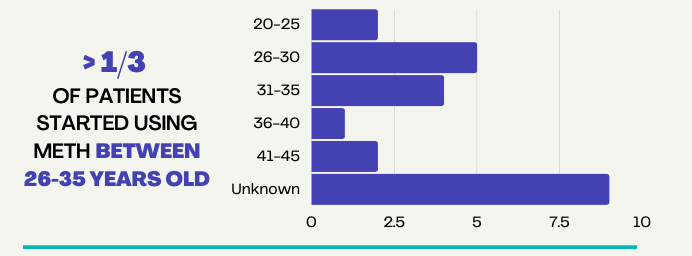 > 1/3
OF PATIENTS
STARTED USING
METH BETWEEN
26-35 YEARS OLD
20-25
26-30
31-35
36-40
41-45
Unknown
0 2.5 5 7.5 10